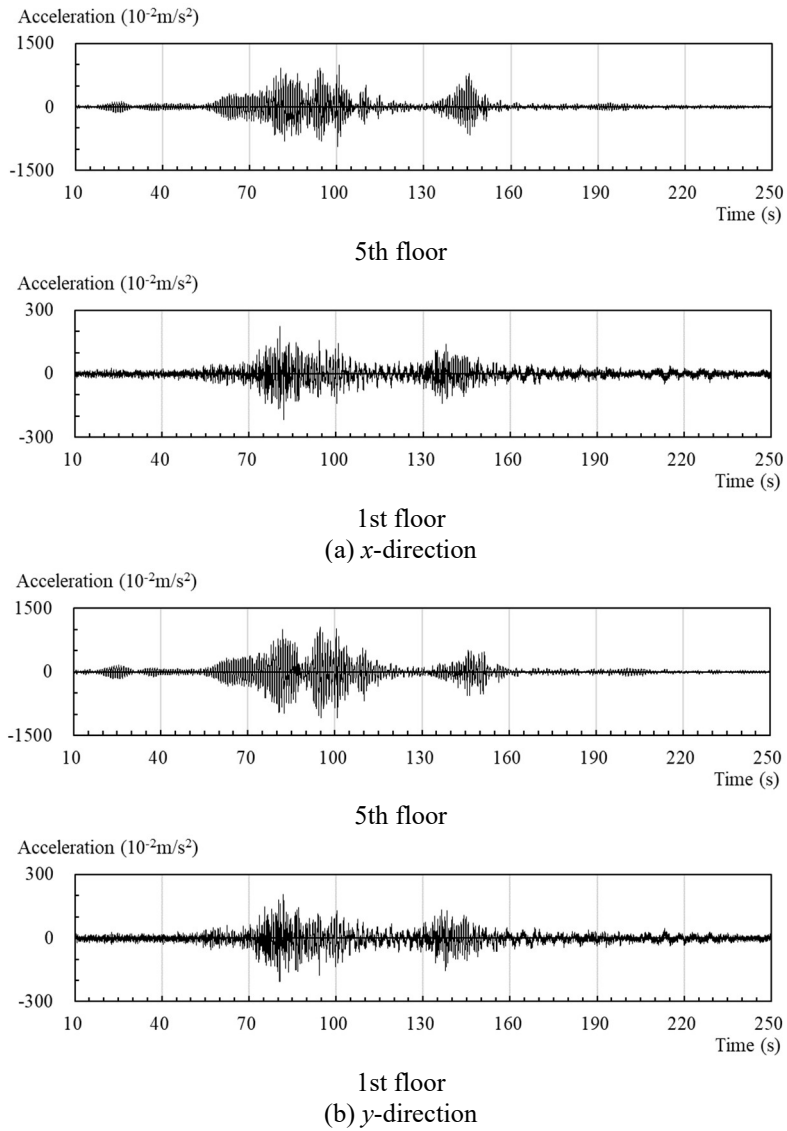 Acceleration (10⁻²m/s²)
1500
0
-1500
10 40 70 100 130 160 190 220 250
Time (s)
5th floor
Acceleration (10⁻²m/s²)
300
0
-300
10 40 70 100 130 160 190 220 250
Time (s)
1st floor
(a) x-direction
Acceleration (10⁻²m/s²)
1500
0
-1500
10 40 70 100 130 160 190 220 250
Time (s)
5th floor
Acceleration (10⁻²m/s²)
300
0
-300
10 40 70 100 130 160 190 220 250
Time (s)
1st floor
(b) y-direction